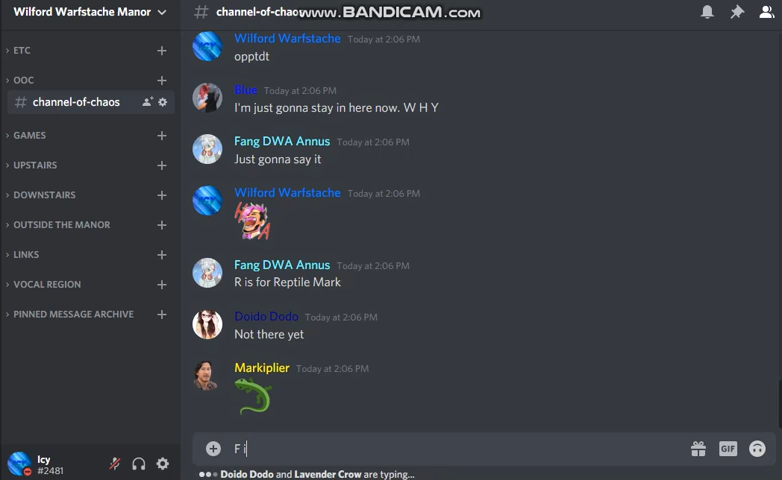 Wilford Warfstache Manor
# channel-of-chao
www.BANDICAM.com
ETC
OOC
# channel-of-chaos
GAMES
UPSTAIRS
DOWNSTAIRS
OUTSIDE THE MANOR
LINKS
VOCAL REGION
PINNED MESSAGE ARCHIVE
Icy
#2481
Wilford Warfstache Today at 2:06 PM
opptdt
Blue Today at 2:06 PM
I'm just gonna stay in here now. W H Y
Fang DWA Annus Today at 2:06 PM
Just gonna say it
Wilford Warfstache Today at 2:06 PM
Fang DWA Annus Today at 2:06 PM
R is for Reptile Mark
Doido Dodo Today at 2:06 PM
Not there yet
Markiplier Today at 2:06 PM
F i
GIF
Doido Dodo and Lavender Crow are typing...